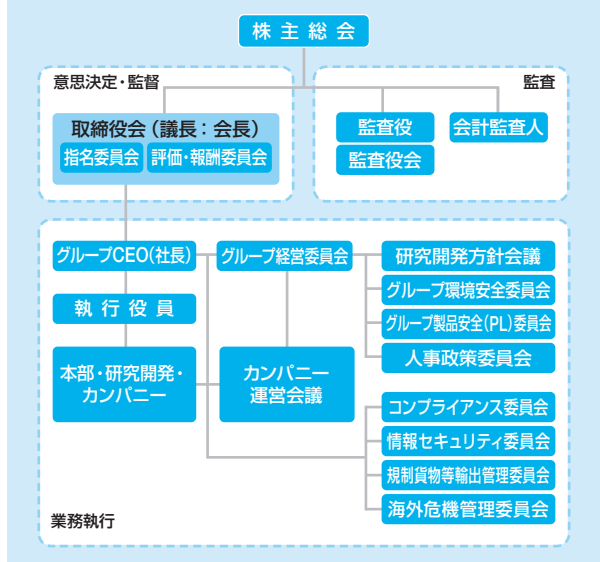 株主総会
意思決定・監督
監査
取締役会（議長：会長）
指名委員会
評価・報酬委員会
監査役
会計監査人
監査役会
グループCEO(社長)
グループ経営委員会
研究開発方針会議
グループ環境安全委員会
執行役員
グループ製品安全(PL)委員会
人事政策委員会
本部・研究開発・
カンパニー
カンパニー
運営会議
コンプライアンス委員会
情報セキュリティ委員会
規制貨物等輸出管理委員会
海外危機管理委員会
業務執行